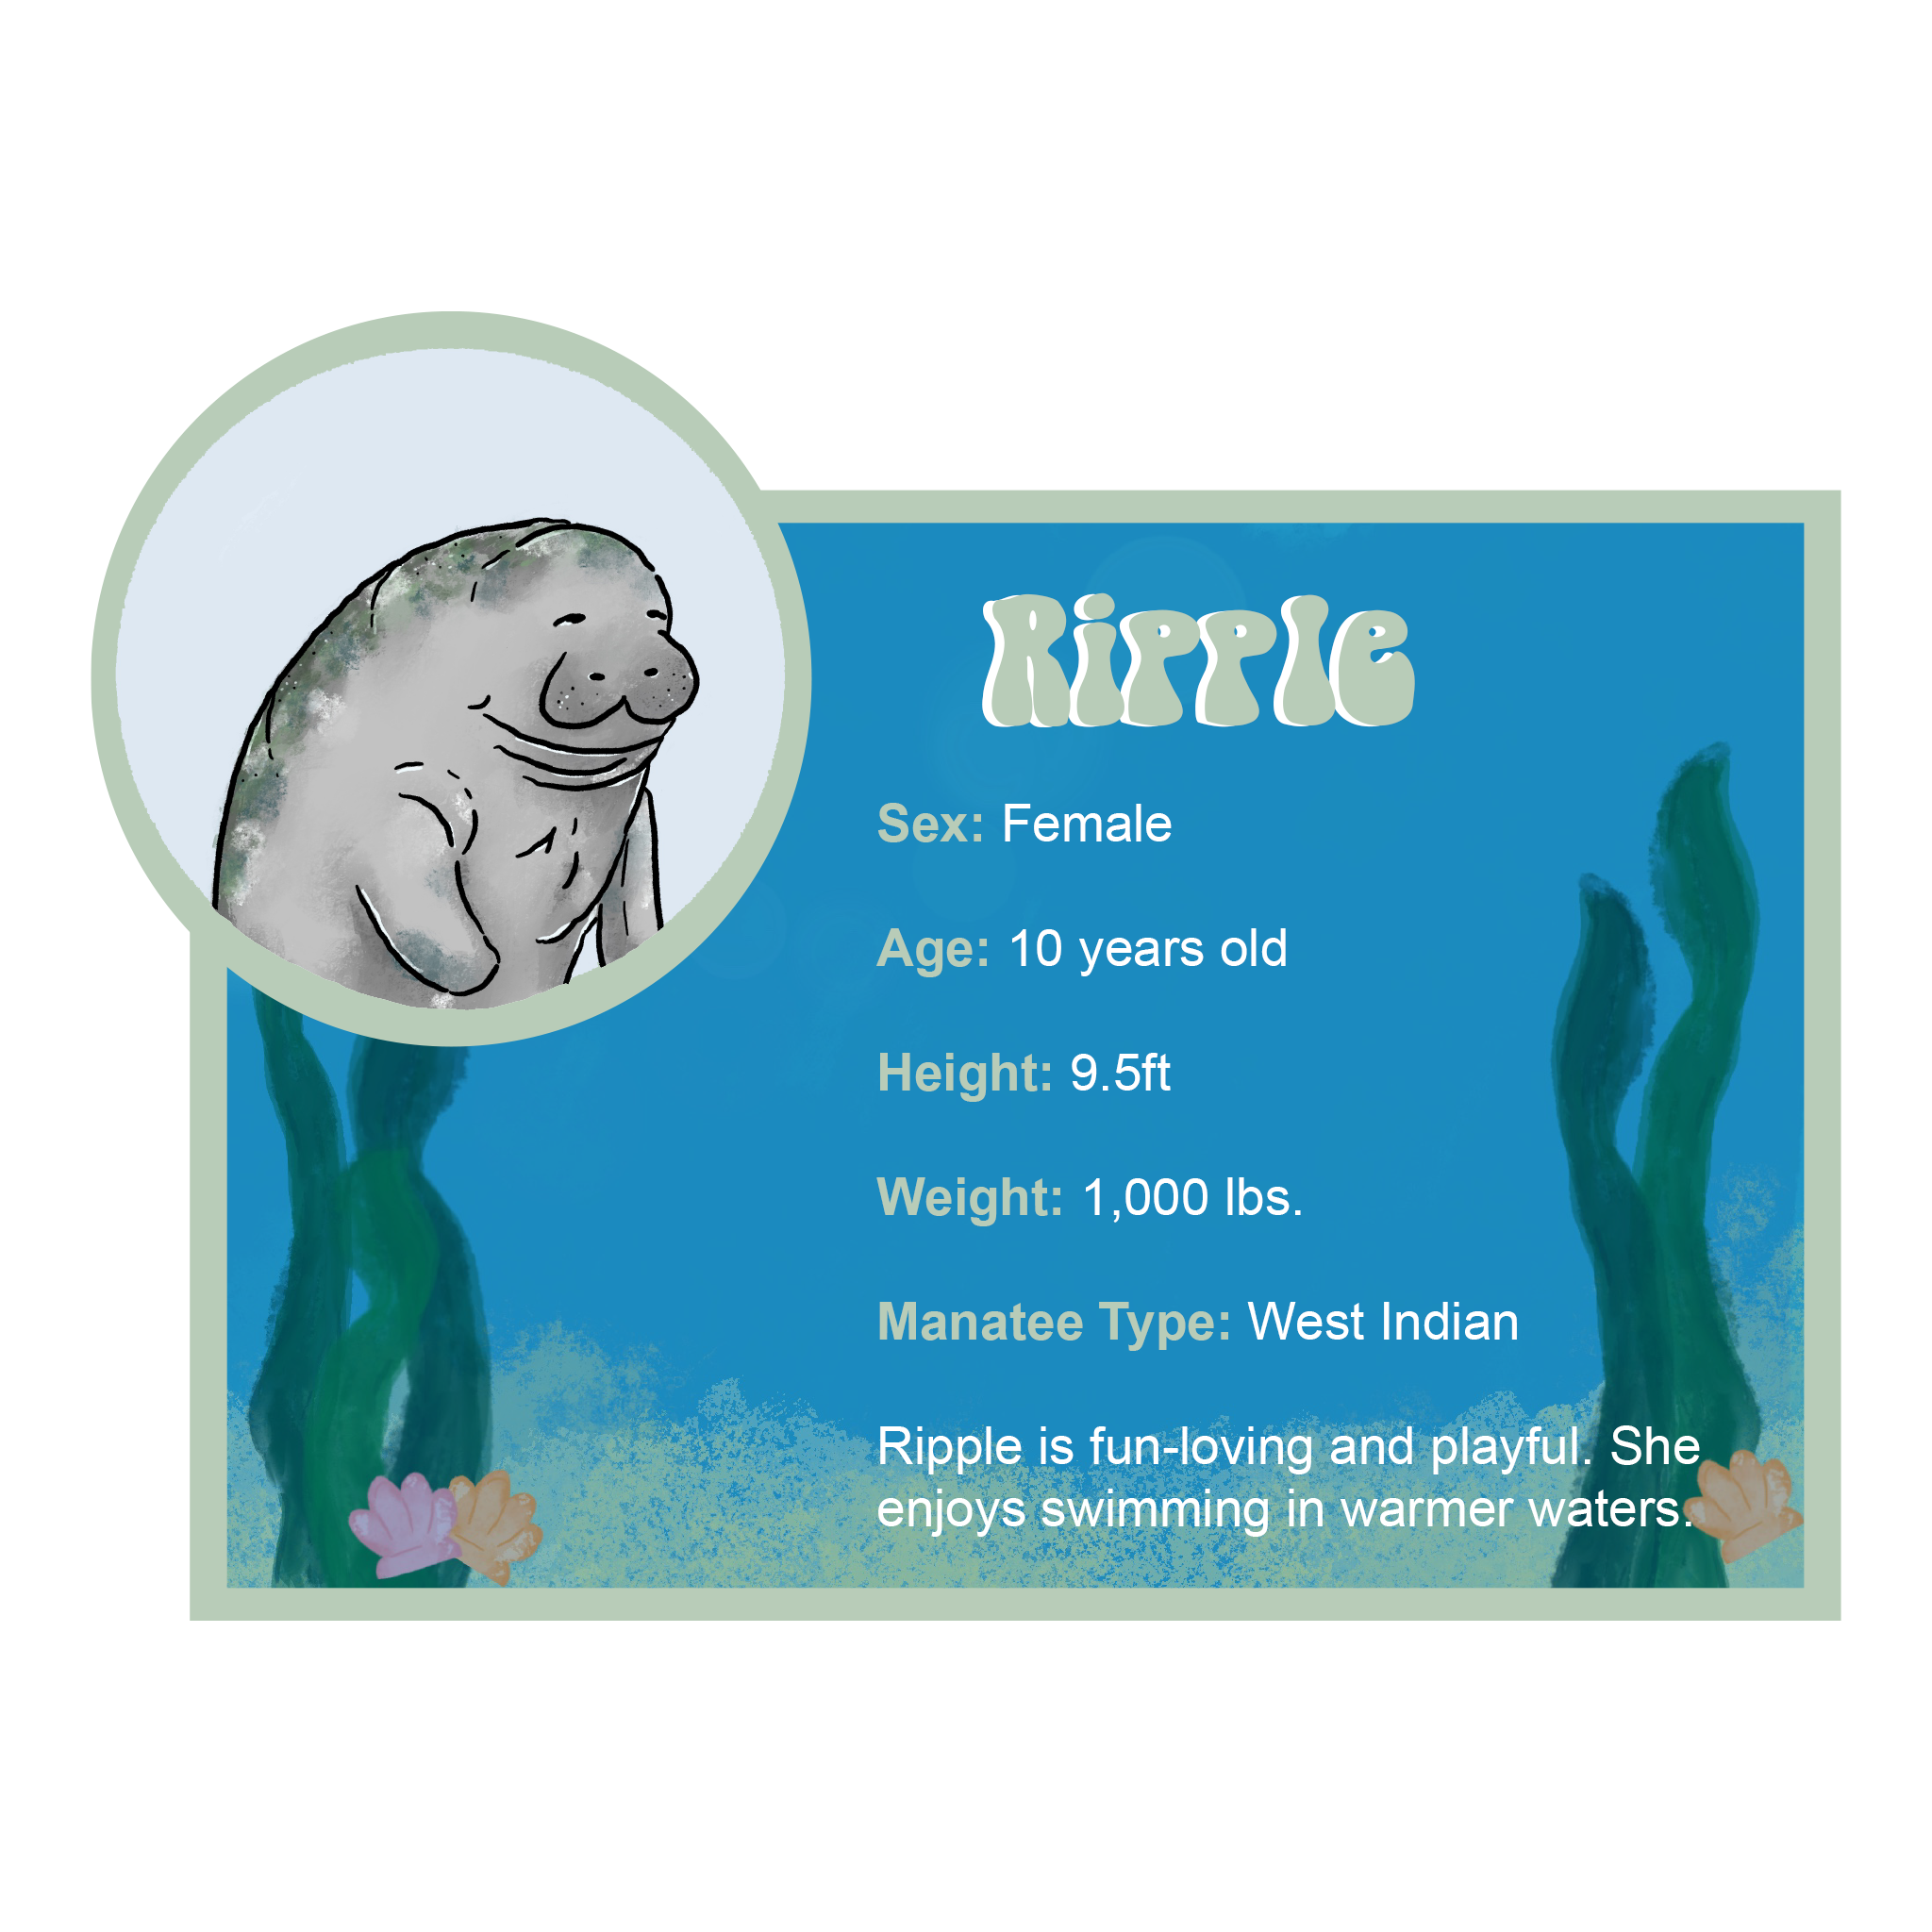 Ripple
Sex: Female
Age: 10 years old
Height: 9.5ft
Weight: 1,000 lbs.
Manatee Type: West Indian
Ripple is fun-loving and playful. She
enjoys swimming in warmer waters.